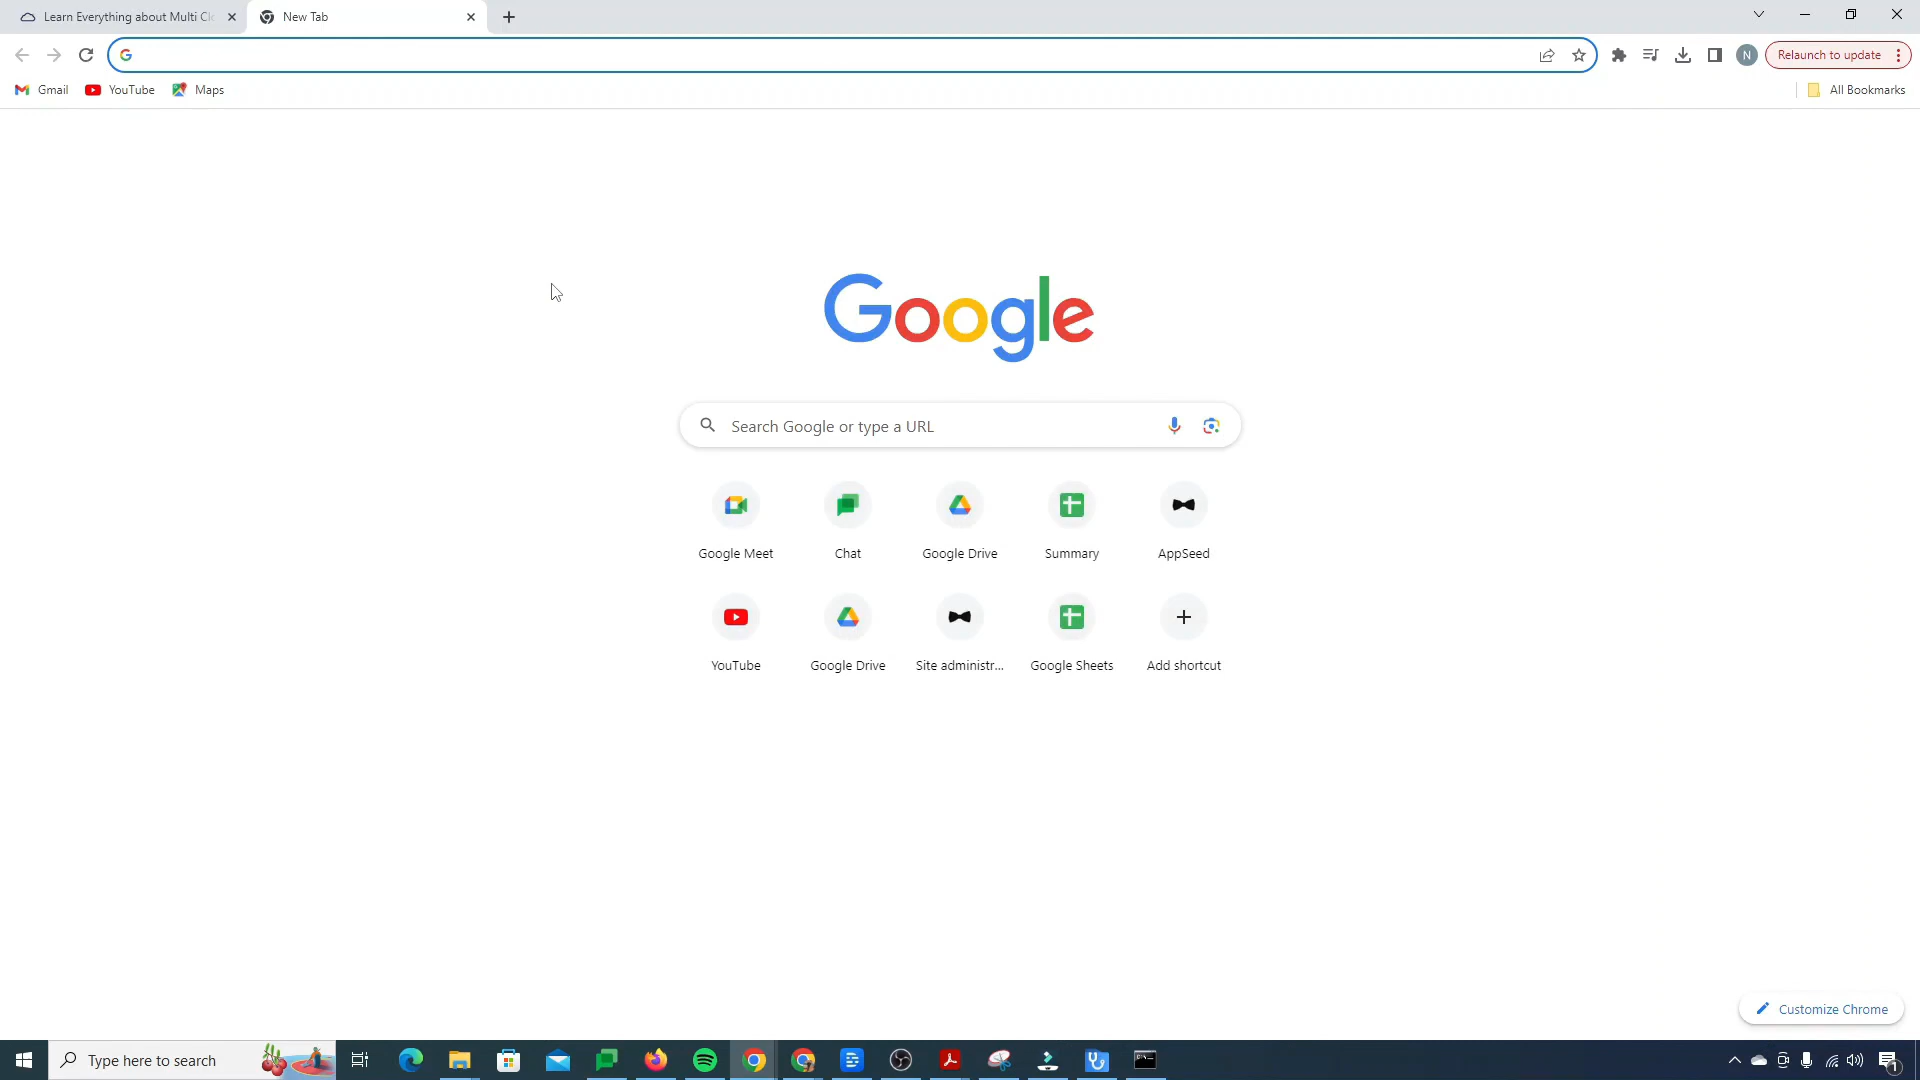 Learn Everything about Multi Cl
New Tab
Relaunch to update
N
Gmail
YouTube
Maps
All Bookmarks
Google
Search Google or type a URL
Google Meet
Chat
Google Drive
Summary
AppSeed
YouTube
Google Drive
Site administr...
Google Sheets
Add shortcut
Customize Chrome
Type here to search
1